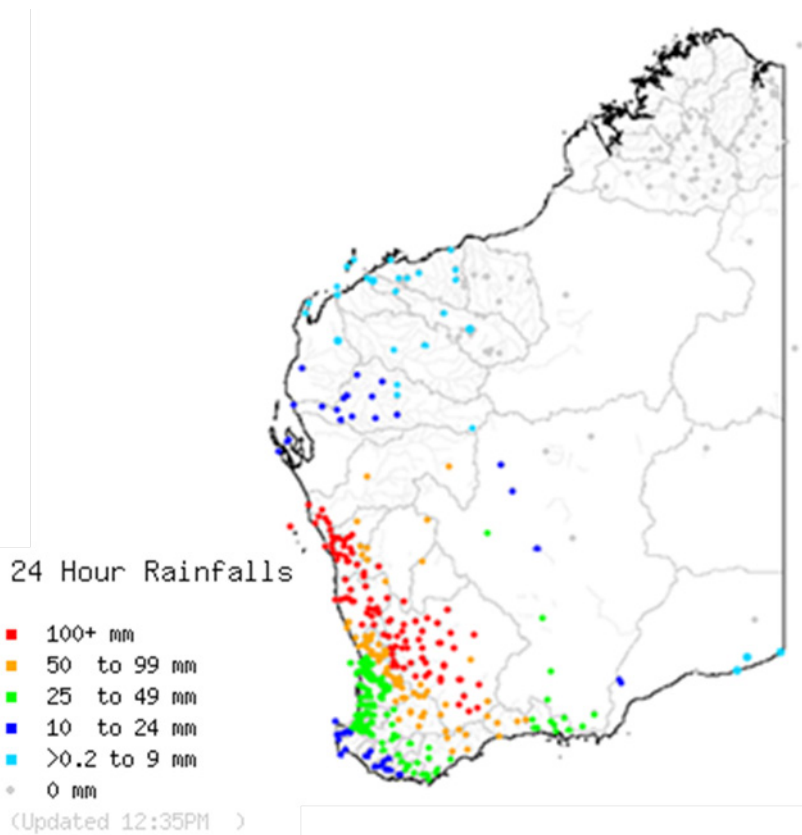 24 Hour Rainfalls
100+ mm
50 to 99 mm
25 to 49 mm
10 to 24 mm
>0.2 to 9 mm
0 mm
(Updated 12:35PM )